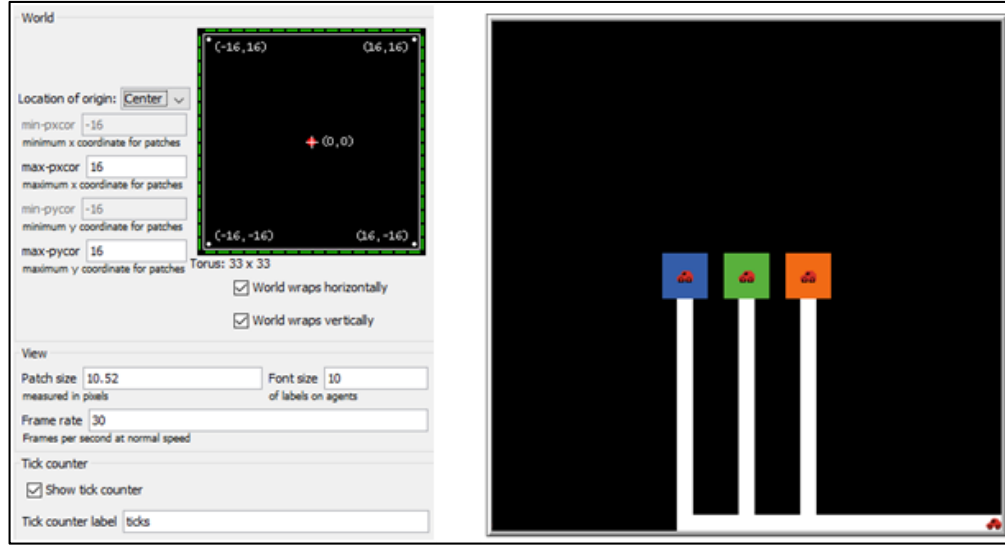 World
(-16,16) (16,16)
Location of origin: Center
min-pxcor -16
minimum x coordinate for patches
(0,0)
max-pxcor 16
maximum x coordinate for patches
min-pycor -16
minimum y coordinate for patches
(-16,-16) (16,-16)
max-pycor 16
maximum y coordinate for patches
Torus: 33 x 33
World wraps horizontally
World wraps vertically
View
Patch size 10.52 Font size 10
measured in pixels of labels on agents
Frame rate 30
Frames per second at normal speed
Tick counter
Show tick counter
Tick counter label ticks